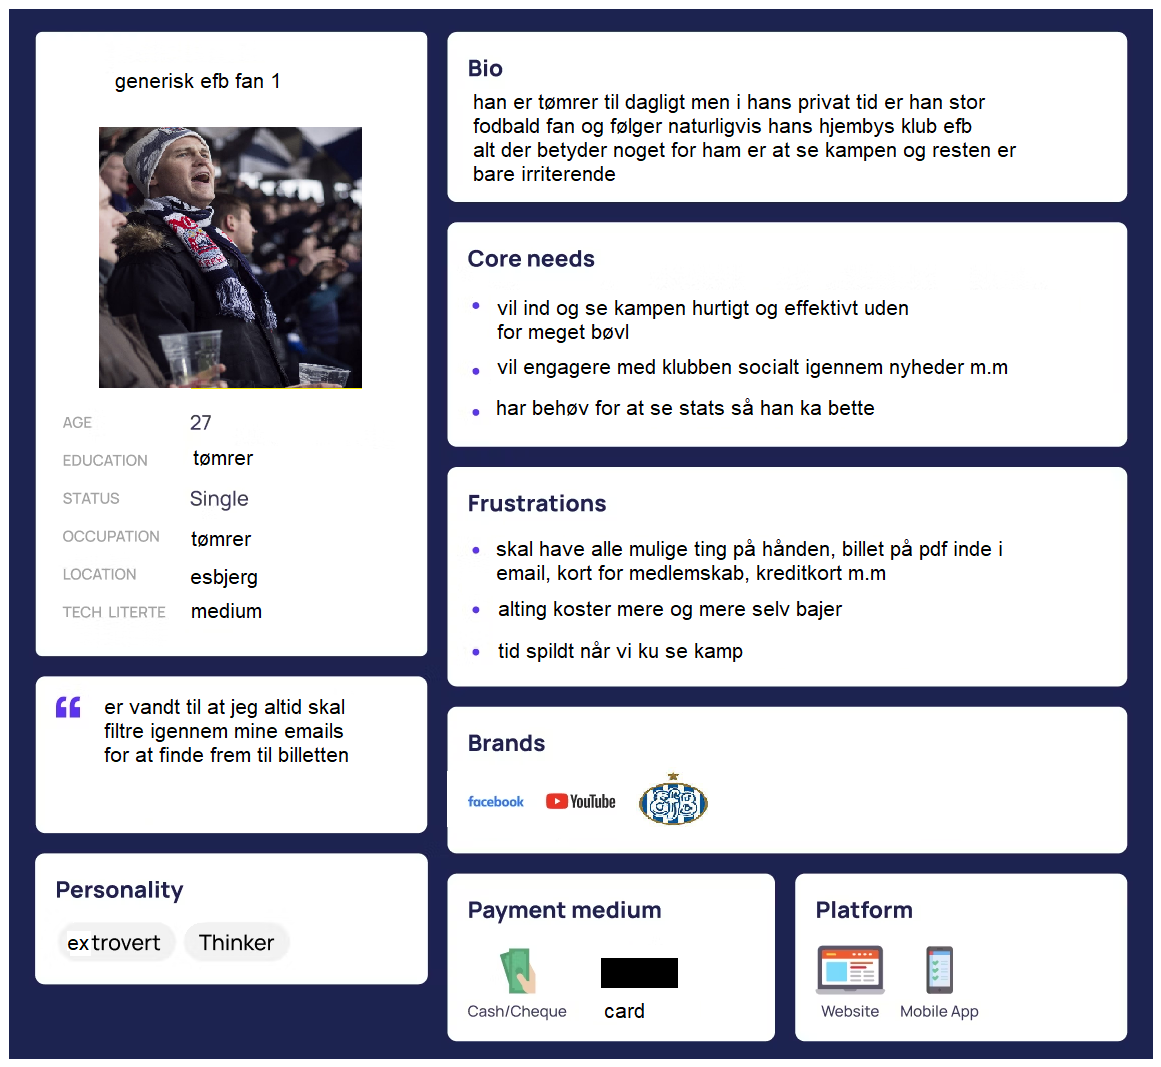 generisk efb fan 1
AGE 27
EDUCATION tømrer
STATUS Single
OCCUPATION tømrer
LOCATION esbjerg
TECH LITERTE medium
er vandt til at jeg altid skal
filtre igennem mine emails
for at finde frem til billetten
Personality
extrovert Thinker
Bio
han er tømrer til dagligt men i hans privat tid er han stor
fodbald fan og følger naturligvis hans hjembys klub efb
alt der betyder noget for ham er at se kampen og resten er
bare irriterende
Core needs
vil ind og se kampen hurtigt og effektivt uden
for meget bøvl
vil engagere med klubben socialt igennem nyheder m.m
har behøv for at se stats så han ka bette
Frustrations
skal have alle mulige ting på hånden, billet på pdf inde i
email, kort for medlemskab, kreditkort m.m
alting koster mere og mere selv bajer
tid spildt når vi ku se kamp
Brands
facebook YouTube EfB
Payment medium
Cash/Cheque card
Platform
Website Mobile App